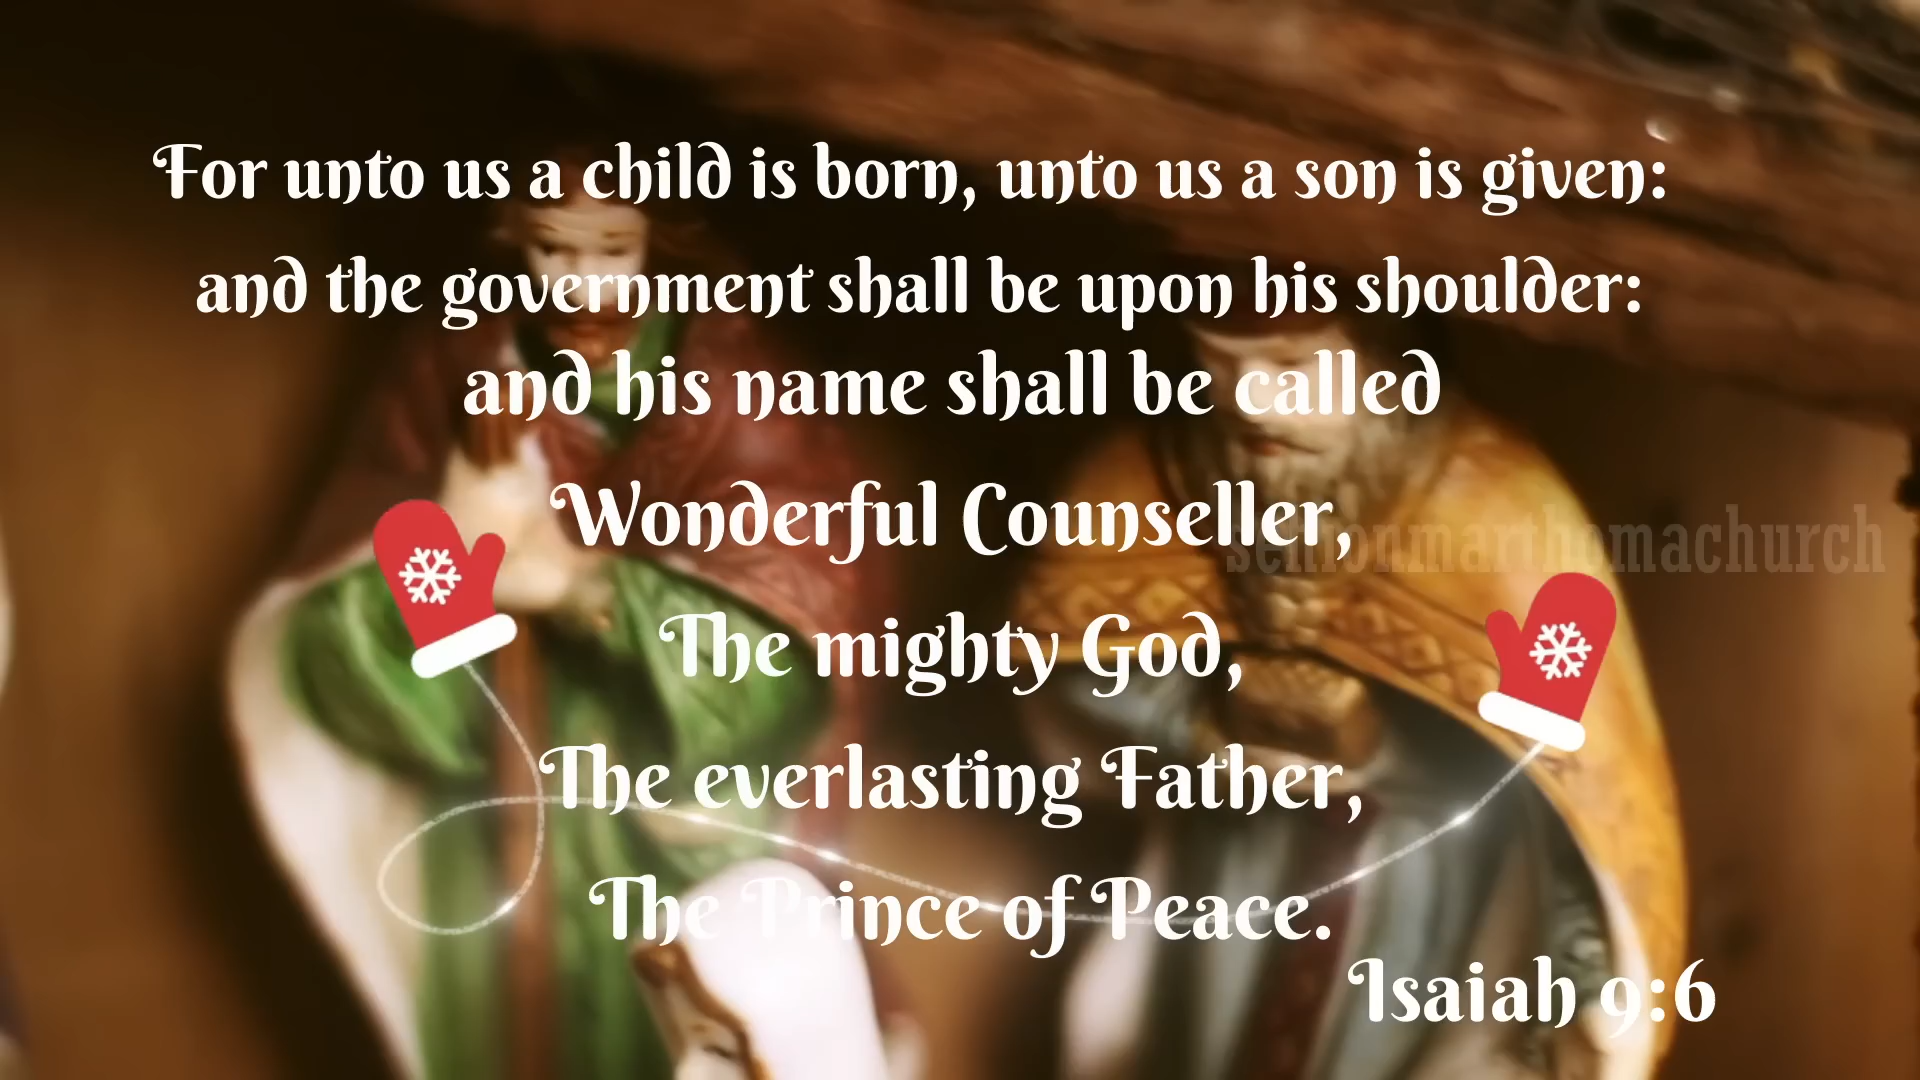 For unto us a child is born, unto us a son is given:
and the government shall be upon his shoulder:
and his name shall be called
Wonderful Counseller,
The mighty God,
The everlasting Father,
The Prince of Peace.
Isaiah 9:6